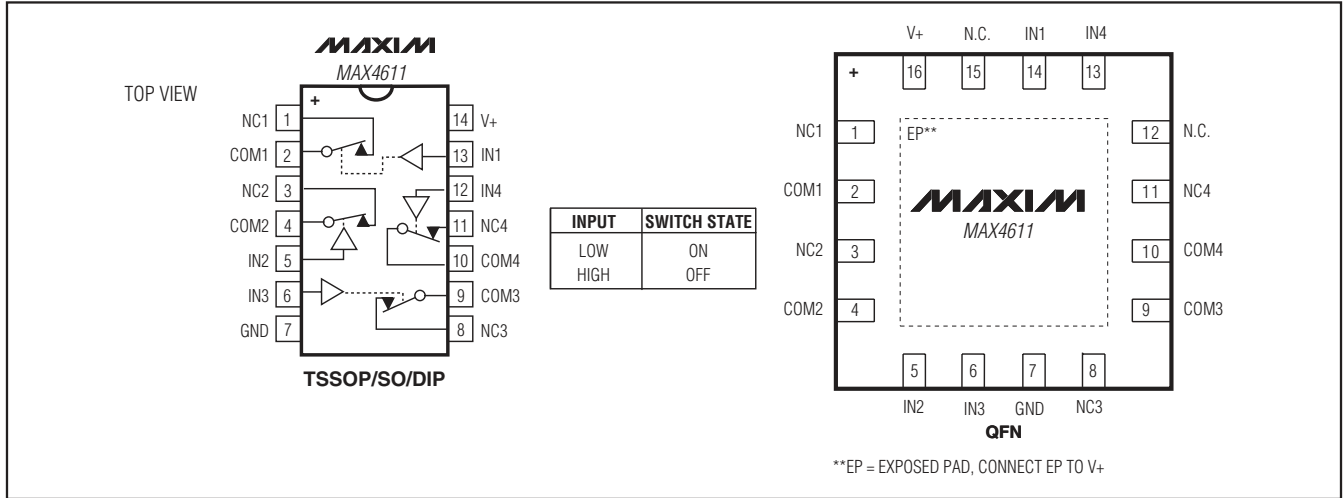 MAXIM
MAX4611
TOP VIEW
+
NC1 1
COM1 2
NC2 3
COM2 4
IN2 5
IN3 6
GND 7
14 V+
13 IN1
12 IN4
11 NC4
10 COM4
9 COM3
8 NC3
TSSOP/SO/DIP
INPUT SWITCH STATE
LOW ON
HIGH OFF
V+ N.C. IN1 IN4
+ 16 15 14 13
NC1 1
COM1 2
NC2 3
COM2 4
EP**
MAXIM
MAX4611
12 N.C.
11 NC4
10 COM4
9 COM3
5 6 7 8
IN2 IN3 GND NC3
QFN
**EP = EXPOSED PAD, CONNECT EP TO V+